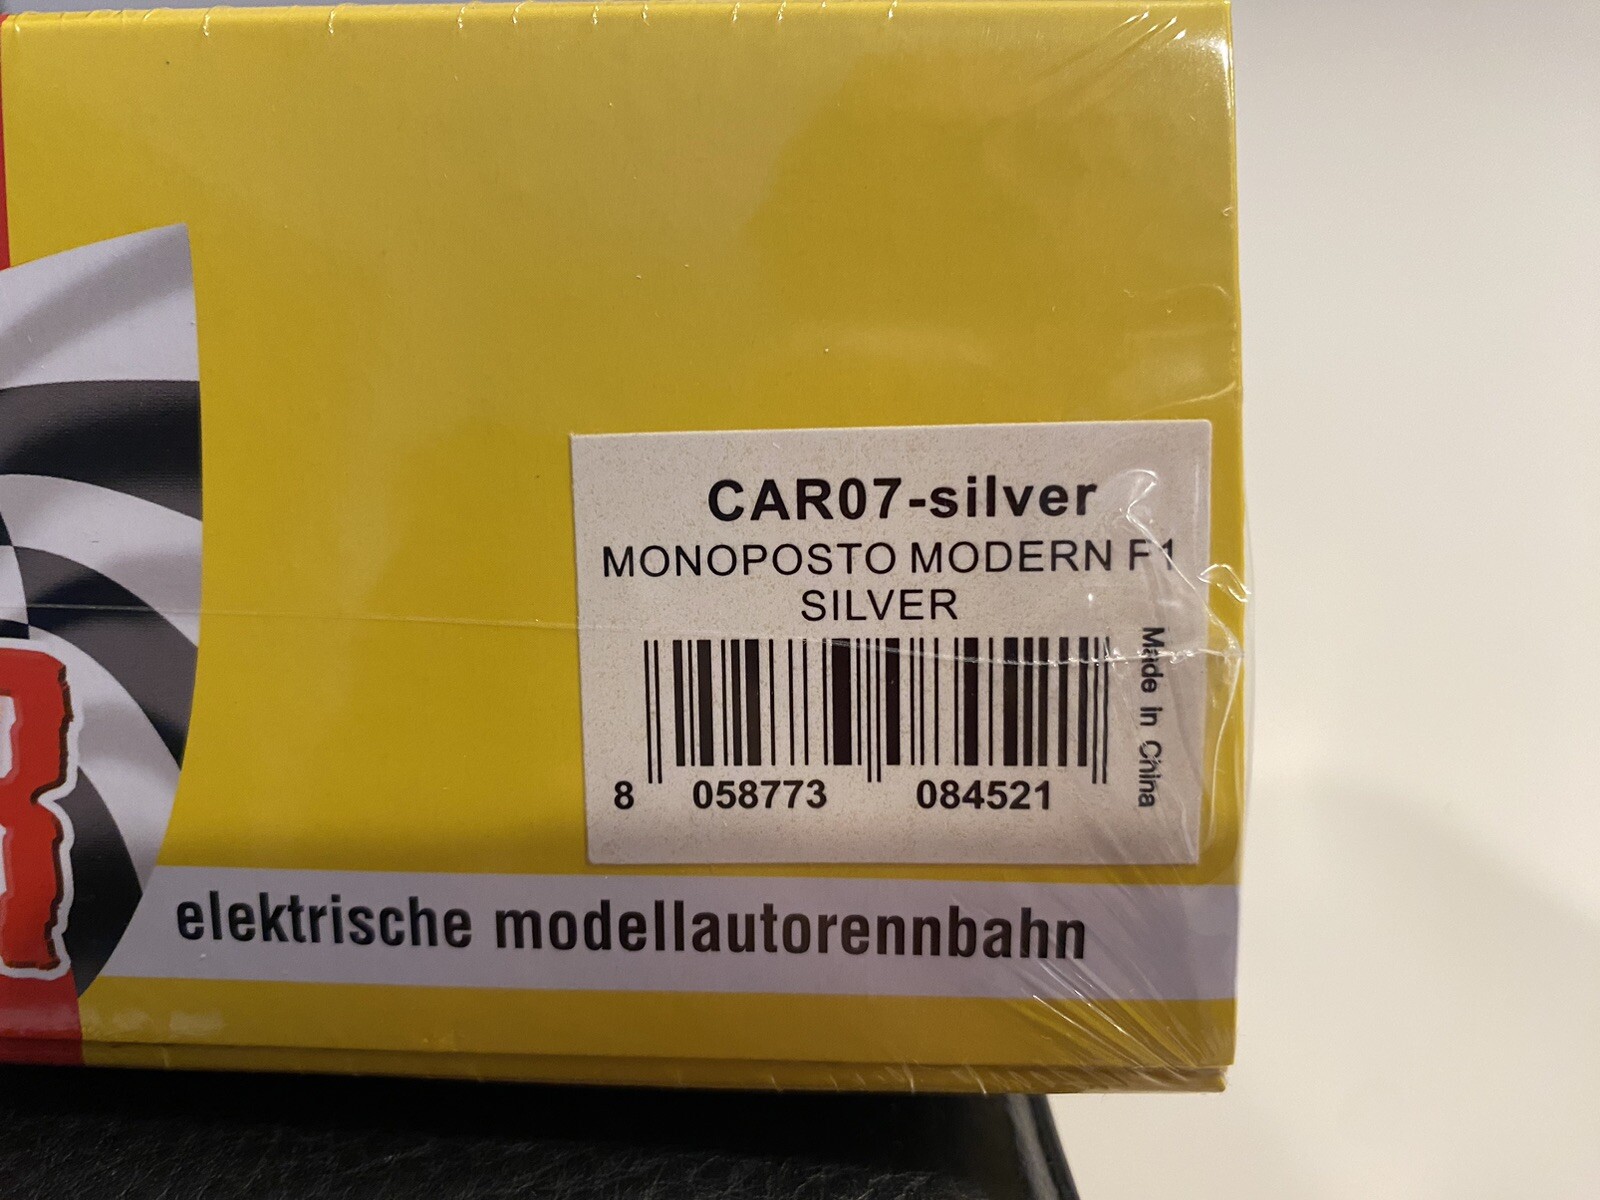 CAR07-silver
MONOPOSTO MODERN F1
SILVER
Made in China
8 058773 084521
elektrische modellautorennbahn